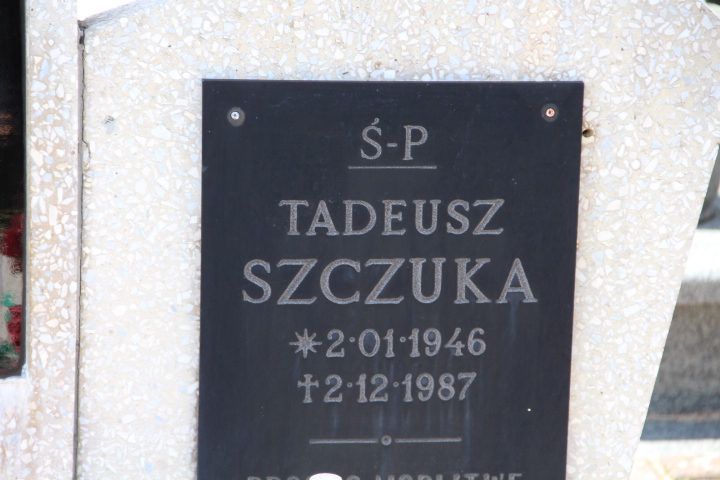 Ś-P
TADEUSZ
SZCZUKA
✴2·01·1946
†2·12·1987